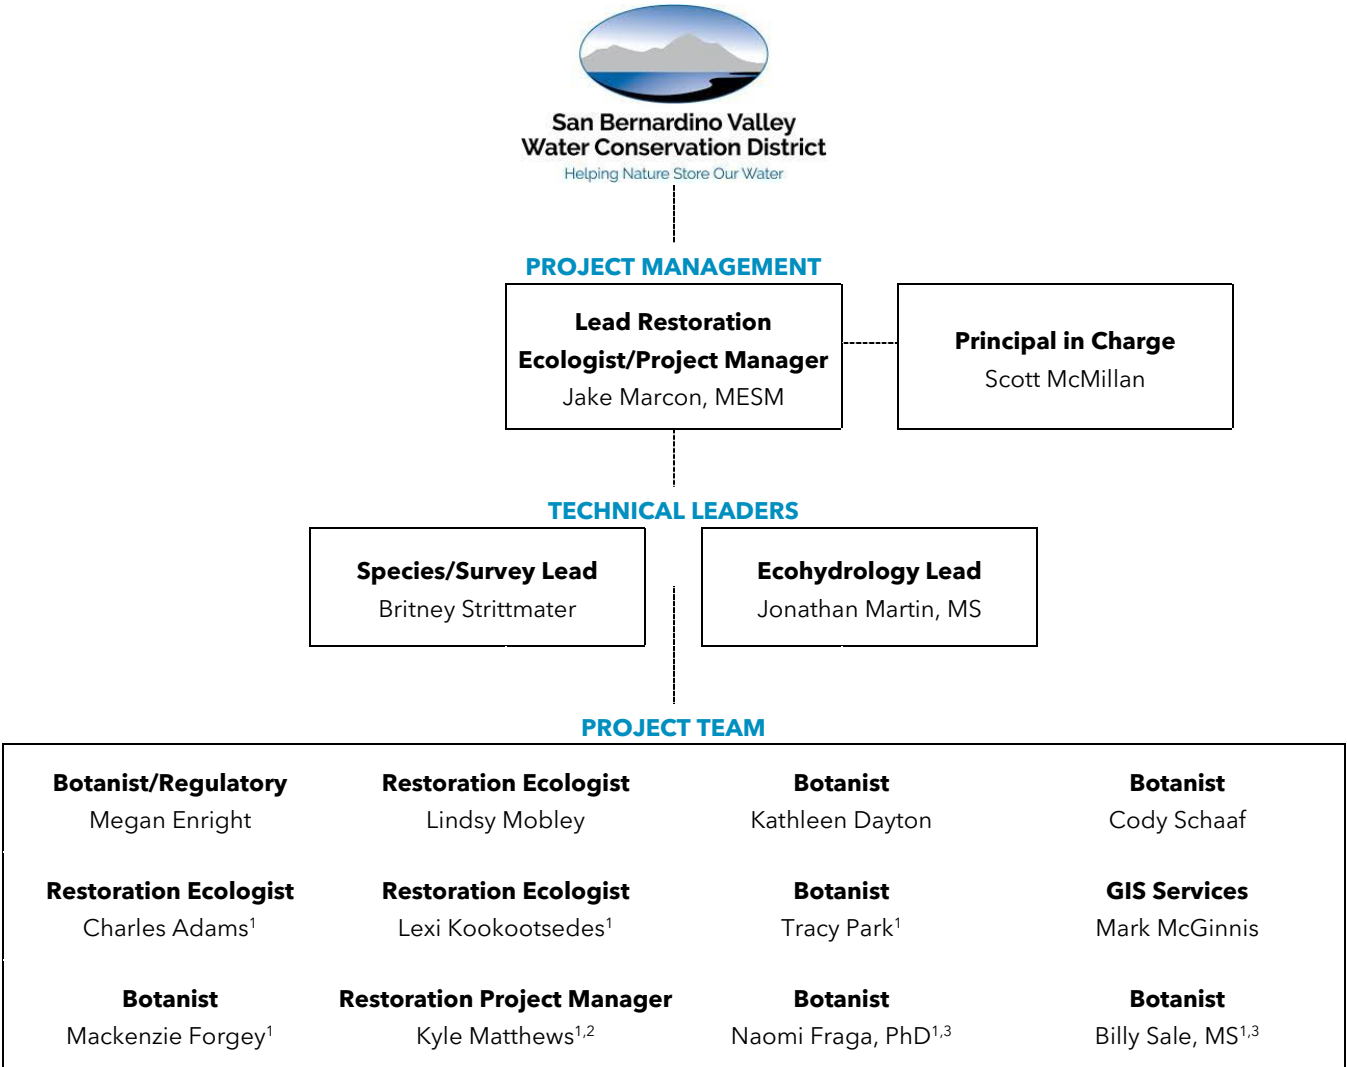 San Bernardino Valley
Water Conservation District
Helping Nature Store Our Water
PROJECT MANAGEMENT
Lead Restoration
Ecologist/Project Manager
Jake Marcon, MESM
Principal in Charge
Scott McMillan
TECHNICAL LEADERS
Species/Survey Lead
Britney Strittmater
Ecohydrology Lead
Jonathan Martin, MS
PROJECT TEAM
Botanist/Regulatory
Megan Enright
Restoration Ecologist
Lindsy Mobley
Botanist
Kathleen Dayton
Botanist
Cody Schaaf
Restoration Ecologist
Charles Adams¹
Restoration Ecologist
Lexi Kookootsedes¹
Botanist
Tracy Park¹
GIS Services
Mark McGinnis
Botanist
Mackenzie Forgey¹
Restoration Project Manager
Kyle Matthews¹,²
Botanist
Naomi Fraga, PhD¹,³
Botanist
Billy Sale, MS¹,³